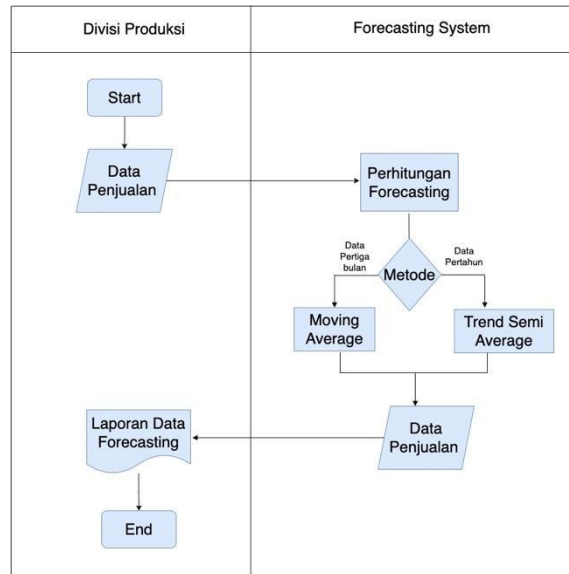 Divisi Produksi
Forecasting System
Start
Data
Penjualan
Perhitungan
Forecasting
Data
Pertiga
bulan
Metode
Data
Pertahun
Moving
Average
Trend Semi
Average
Data
Penjualan
Laporan Data
Forecasting
End